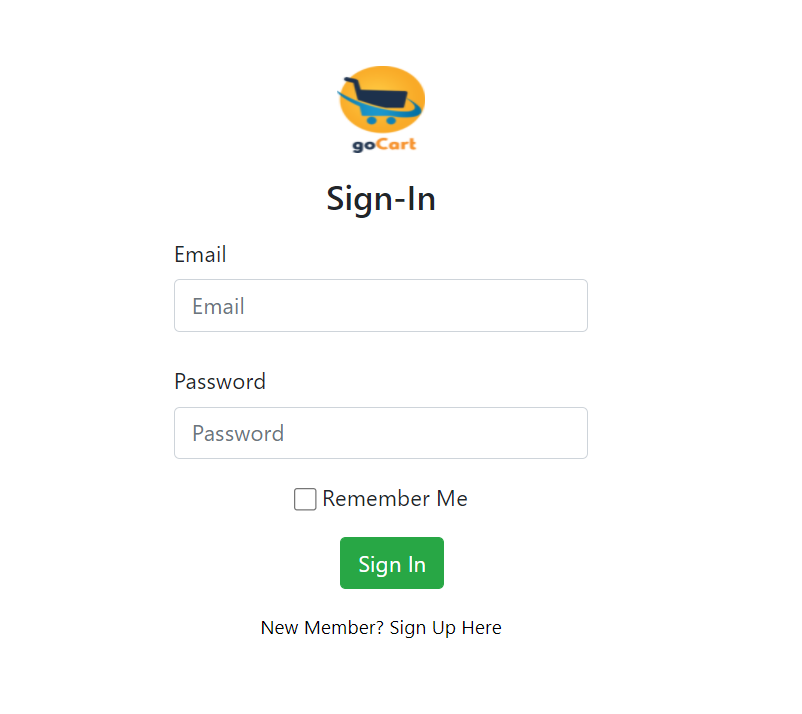 goCart
Sign-In
Email
Email
Password
Password
Remember Me
Sign In
New Member? Sign Up Here